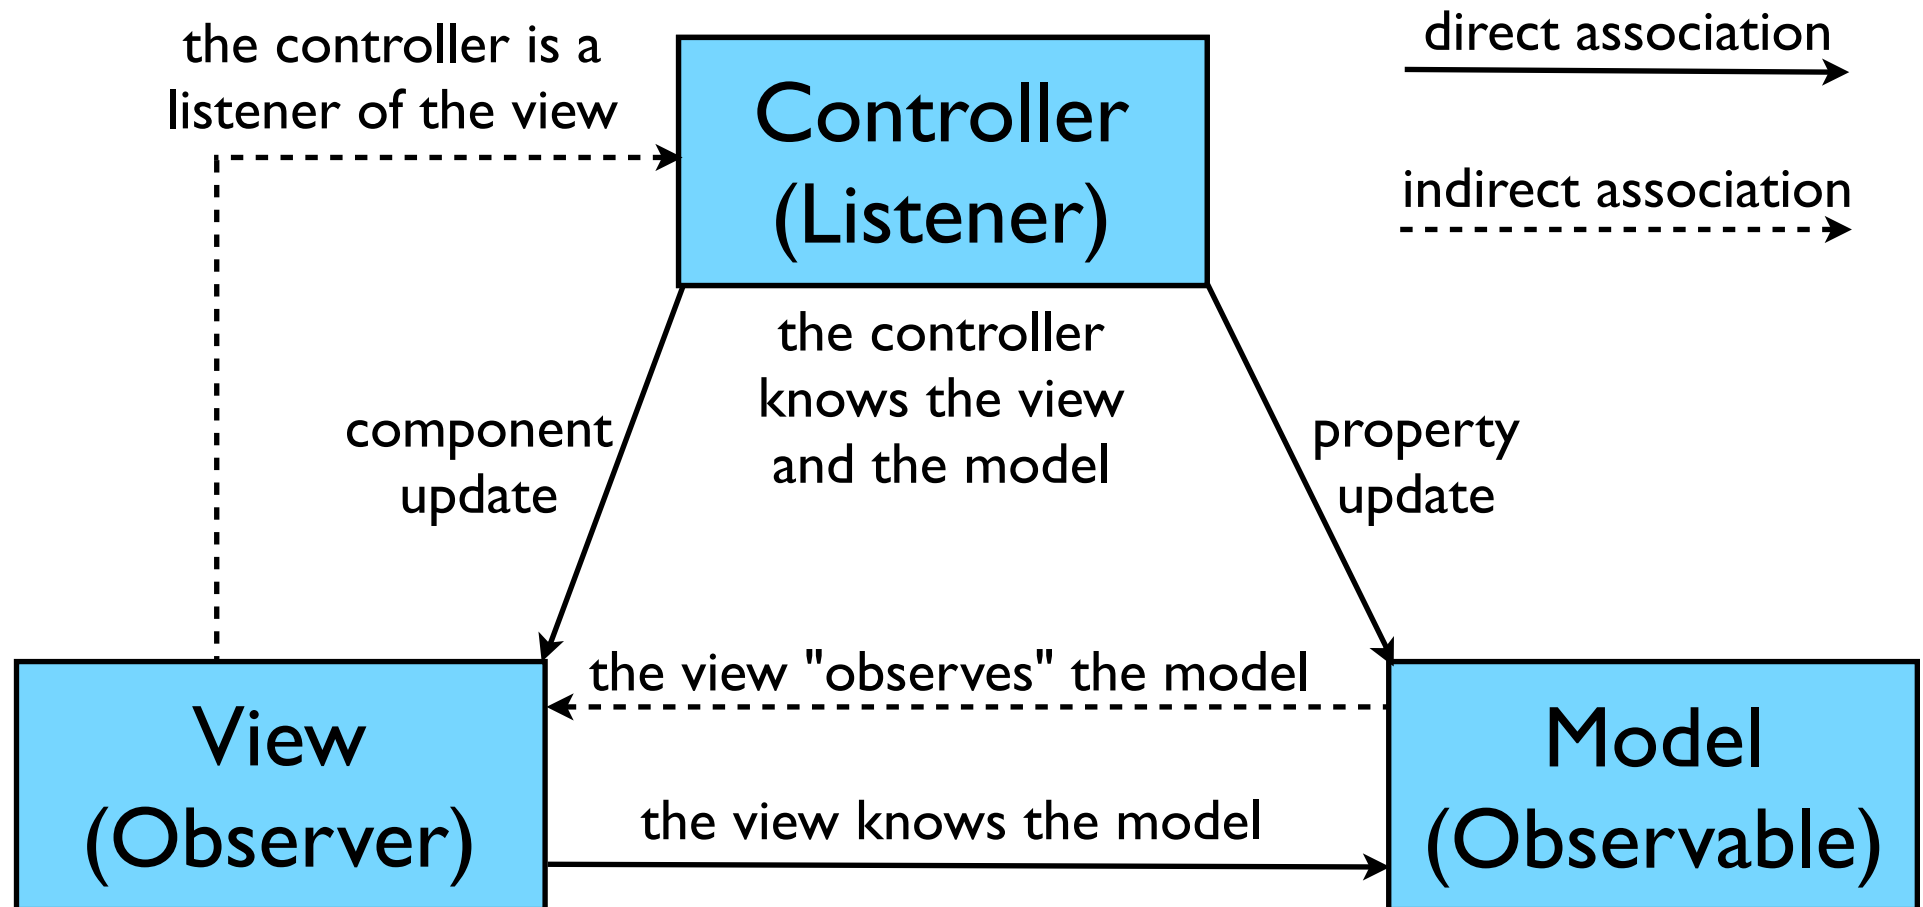 the controller is a
listener of the view
Controller
(Listener)
direct association
indirect association
the controller
knows the view
and the model
component
update
property
update
the view "observes" the model
View
(Observer)
the view knows the model
Model
(Observable)